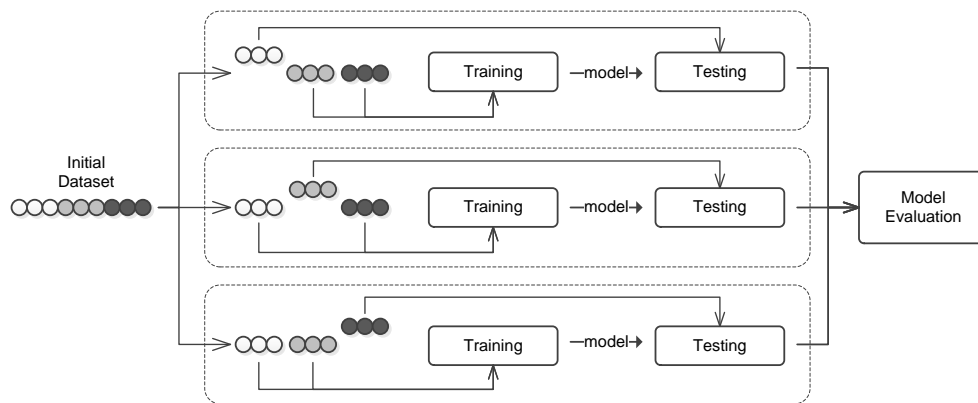 Training
model
Testing
Initial
Dataset
Training
model
Testing
Model
Evaluation
Training
model
Testing